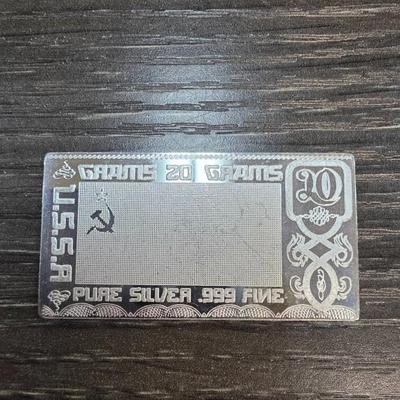 GRAMS 20 GRAMS
U.S.S.A
20
PURE SILVER .999 FINE